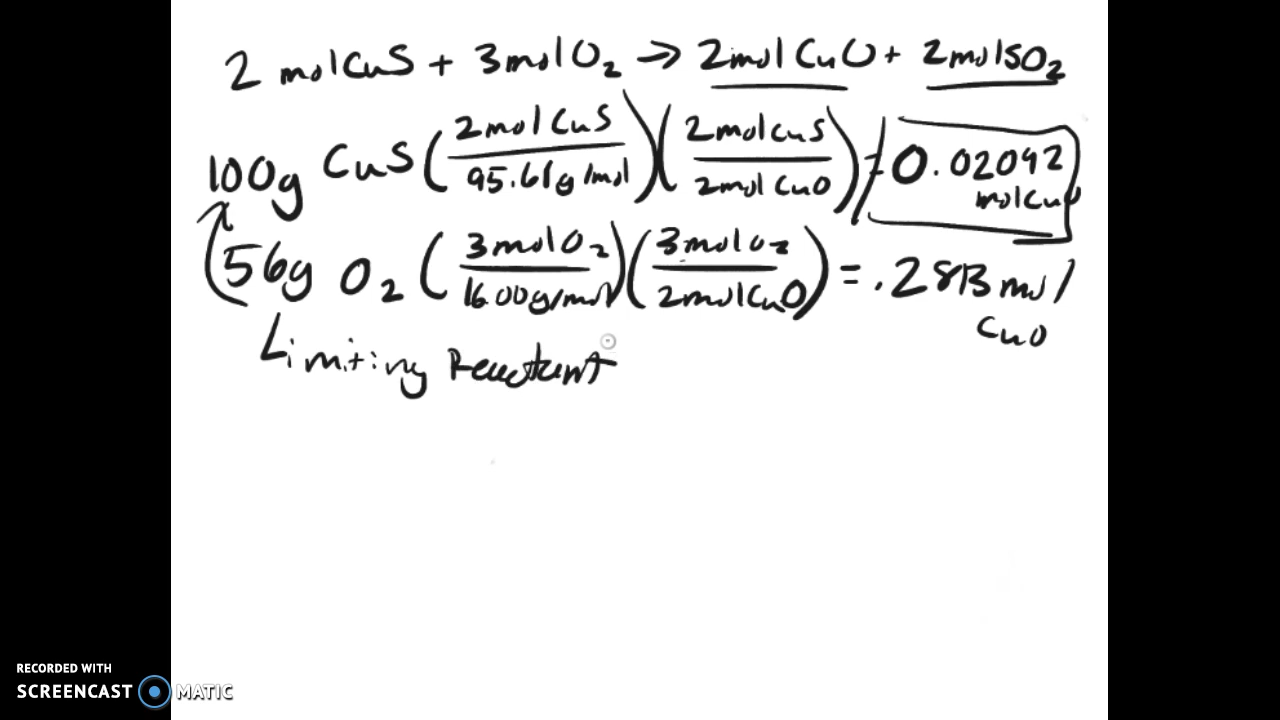 2 mol CuS + 3 mol O₂ → 2 mol CuO + 2 mol SO₂
100g CuS (2 mol CuS / 95.61 g/mol)(2 mol CuS / 2 mol CuO) = 0.02092 mol CuO
56g O₂ (3 mol O₂ / 16.00 g/mol)(3 mol O₂ / 2 mol CuO) = .2813 mol CuO
Limiting Reactant
RECORDED WITH
SCREENCAST MATIC